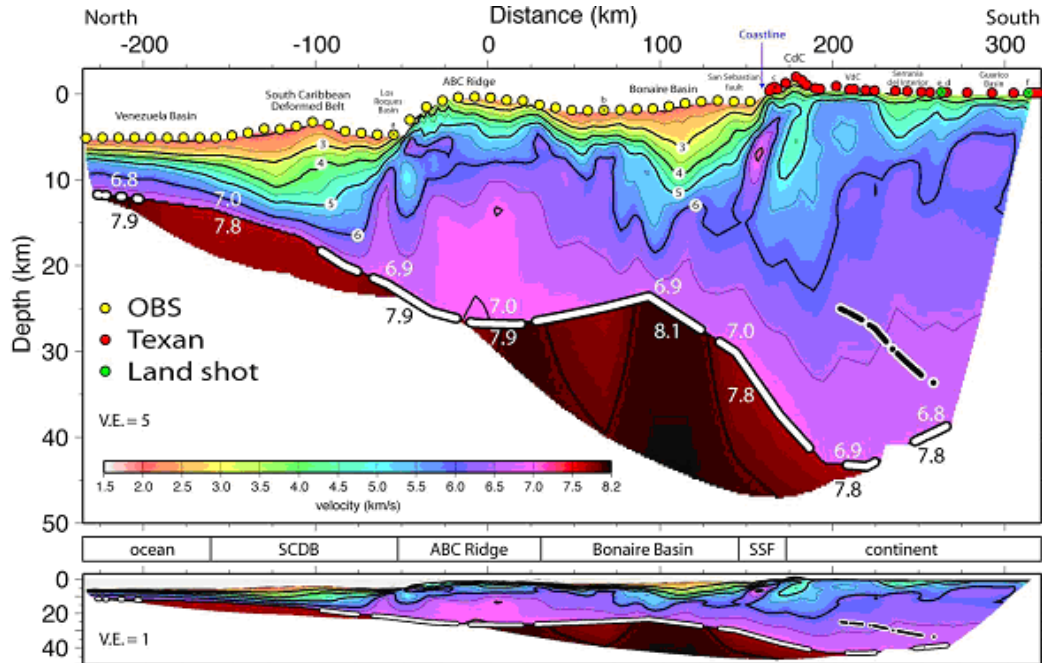 North
Distance (km)
South
-200 -100 0 100 200 300
Coastline
CdC
Venezuela Basin
South Caribbean
Deformed Belt
Los
Roques
Basin
ABC Ridge
Bonaire Basin
San Sebastian
Fault
VdC
Serrania
del Interior
Guarico
Basin
a
b
c
e d
f
Depth (km)
0
10
20
30
40
50
3
4
5
6
3
4
5
6
6.8
7.9
7.0
7.8
6.9
7.9
7.0
7.9
6.9
8.1
7.0
7.8
6.9
7.8
6.8
7.8
OBS
Texan
Land shot
V.E. = 5
1.5 2.0 2.5 3.0 3.5 4.0 4.5 5.0 5.5 6.0 6.5 7.0 7.5 8.2
velocity (km/s)
ocean SCDB ABC Ridge Bonaire Basin SSF continent
0
20
40
V.E. = 1